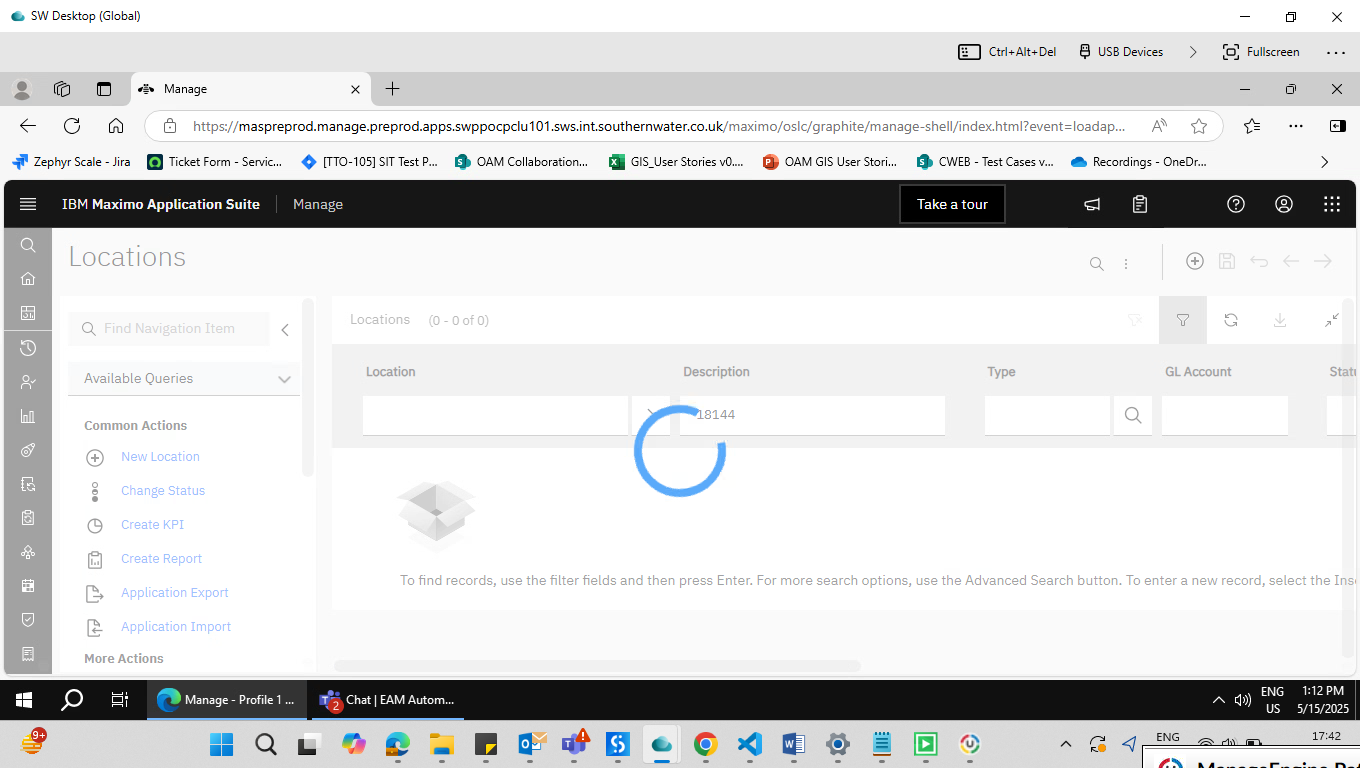 SW Desktop (Global)
Ctrl+Alt+Del
USB Devices
Fullscreen
Manage
https://maspreprod.manage.preprod.apps.swppocpclu101.sws.int.southernwater.co.uk/maximo/oslc/graphite/manage-shell/index.html?event=loadap...
Zephyr Scale - Jira
Ticket Form - Servic...
[TTO-105] SIT Test P...
OAM Collaboration...
GIS_User Stories v0....
OAM GIS User Stori...
CWEB - Test Cases v...
Recordings - OneDr...
IBM Maximo Application Suite
Manage
Take a tour
Locations
Find Navigation Item
Available Queries
Common Actions
New Location
Change Status
Create KPI
Create Report
Application Export
Application Import
More Actions
Locations (0 - 0 of 0)
Location Description Type GL Account Statu
18144
To find records, use the filter fields and then press Enter. For more search options, use the Advanced Search button. To enter a new record, select the Inse
Manage - Profile 1 ...
2
Chat | EAM Autom...
ENG
US
1:12 PM
5/15/2025
9+
ENG
17:42